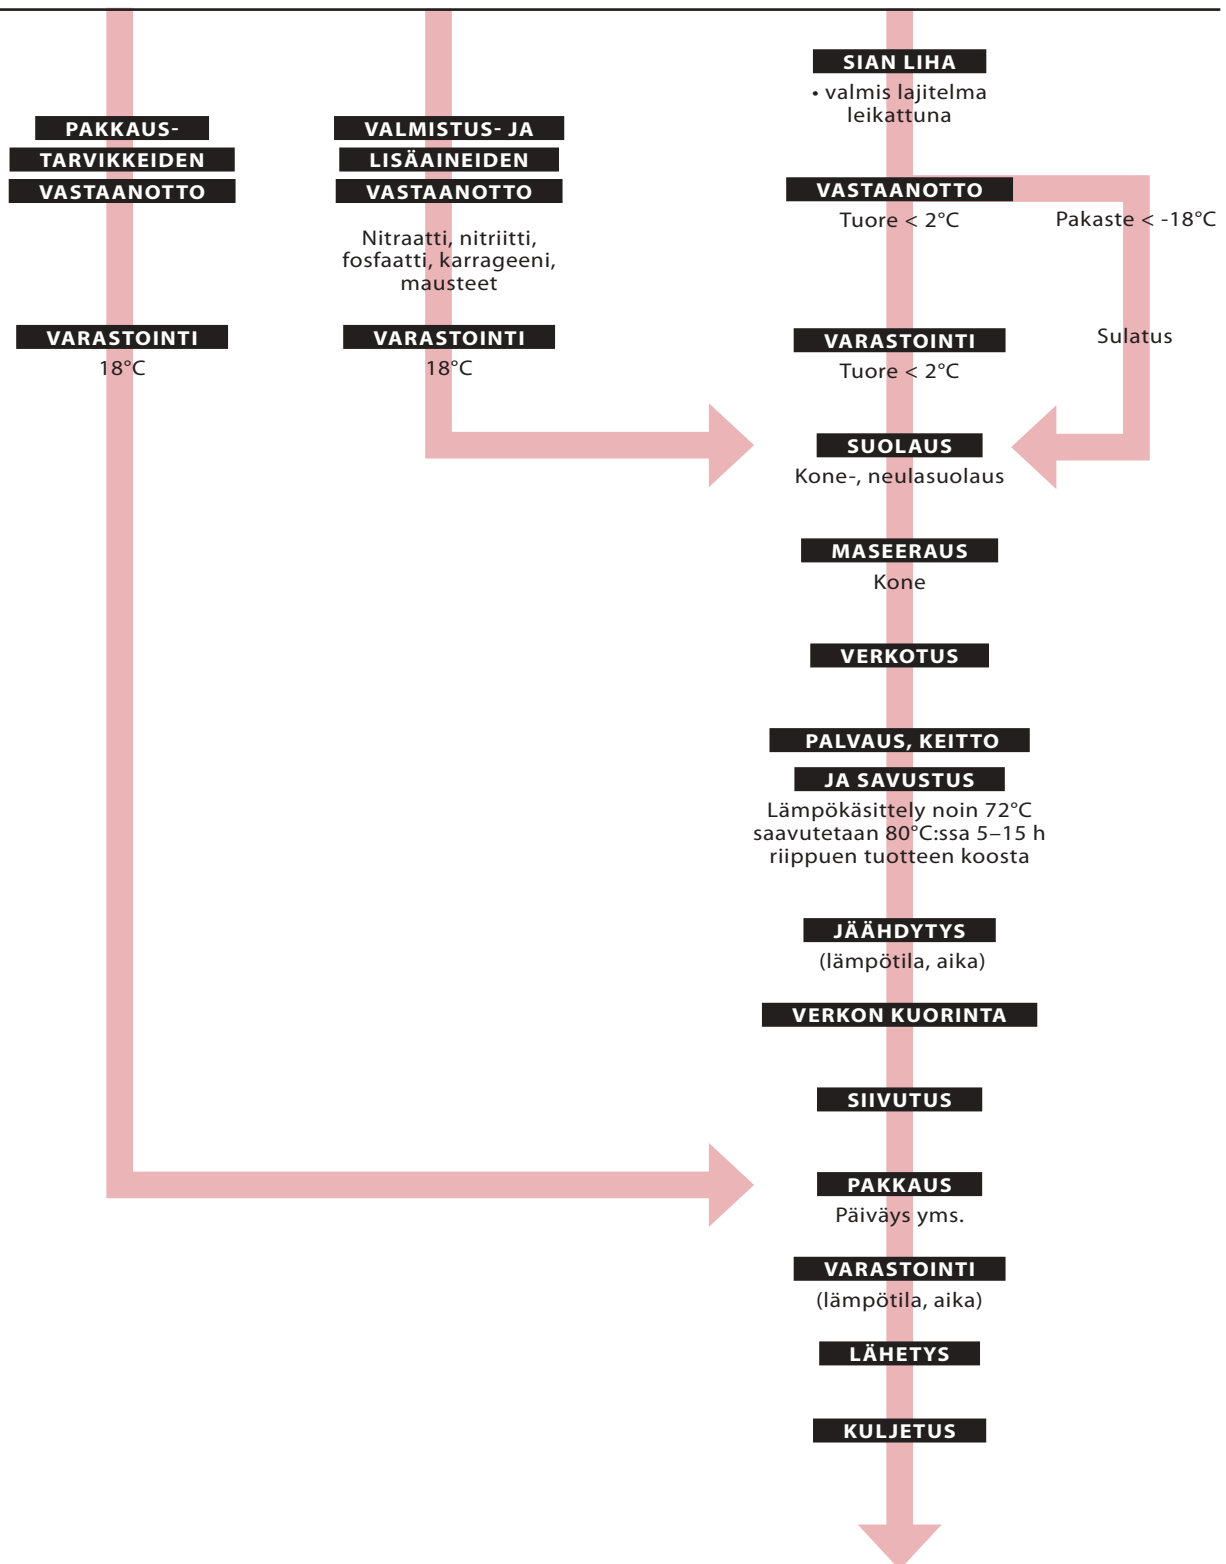 PAKKAUS-
TARVIKKEIDEN
VASTAANOTTO
VARASTOINTI
18°C
VALMISTUS- JA
LISÄAINEIDEN
VASTAANOTTO
Nitraatti, nitriitti,
fosfaatti, karrageeni,
mausteet
VARASTOINTI
18°C
SIAN LIHA
• valmis lajitelma
leikattuna
VASTAANOTTO
Tuore < 2°C
Pakaste < -18°C
VARASTOINTI
Tuore < 2°C
Sulatus
SUOLAUS
Kone-, neulasuolaus
MASEERAUS
Kone
VERKOTUS
PALVAUS, KEITTO
JA SAVUSTUS
Lämpökäsittely noin 72°C
saavutetaan 80°C:ssa 5–15 h
riippuen tuotteen koosta
JÄÄHDYTYS
(lämpötila, aika)
VERKON KUORINTA
SIIVUTUS
PAKKAUS
Päiväys yms.
VARASTOINTI
(lämpötila, aika)
LÄHETYS
KULJETUS